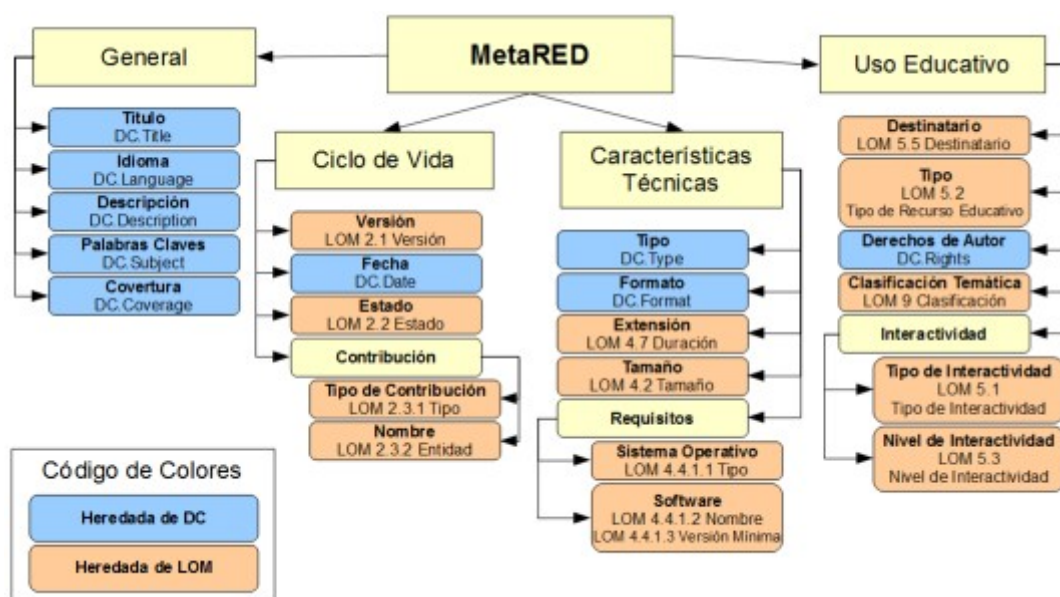 MetaRED
General
Título
DC.Title
Idioma
DC.Language
Descripción
DC.Description
Palabras Claves
DC.Subject
Covertura
DC.Coverage
Ciclo de Vida
Versión
LOM 2.1 Versión
Fecha
DC.Date
Estado
LOM 2.2 Estado
Contribución
Tipo de Contribución
LOM 2.3.1 Tipo
Nombre
LOM 2.3.2 Entidad
Características
Técnicas
Tipo
DC.Type
Formato
DC.Format
Extensión
LOM 4.7 Duración
Tamaño
LOM 4.2 Tamaño
Requisitos
Sistema Operativo
LOM 4.4.1.1 Tipo
Software
LOM 4.4.1.2 Nombre
LOM 4.4.1.3 Versión Mínima
Uso Educativo
Destinatario
LOM 5.5 Destinatario
Tipo
LOM 5.2
Tipo de Recurso Educativo
Derechos de Autor
DC.Rights
Clasificación Temática
LOM 9 Clasificación
Interactividad
Tipo de Interactividad
LOM 5.1
Tipo de Interactividad
Nivel de Interactividad
LOM 5.3
Nivel de Interactividad
Código de Colores
Heredada de DC
Heredada de LOM